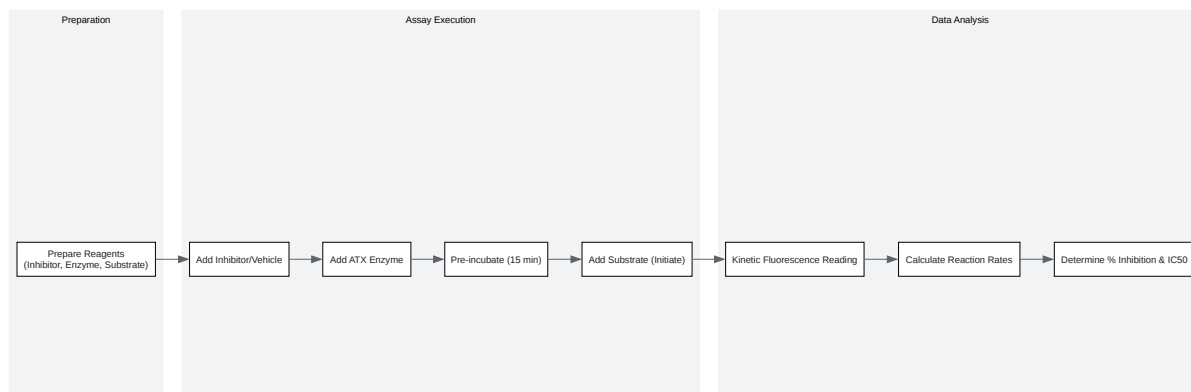 Preparation
Assay Execution
Data Analysis
Prepare Reagents
(Inhibitor, Enzyme, Substrate)
Add Inhibitor/Vehicle
Add ATX Enzyme
Pre-incubate (15 min)
Add Substrate (Initiate)
Kinetic Fluorescence Reading
Calculate Reaction Rates
Determine % Inhibition & IC50